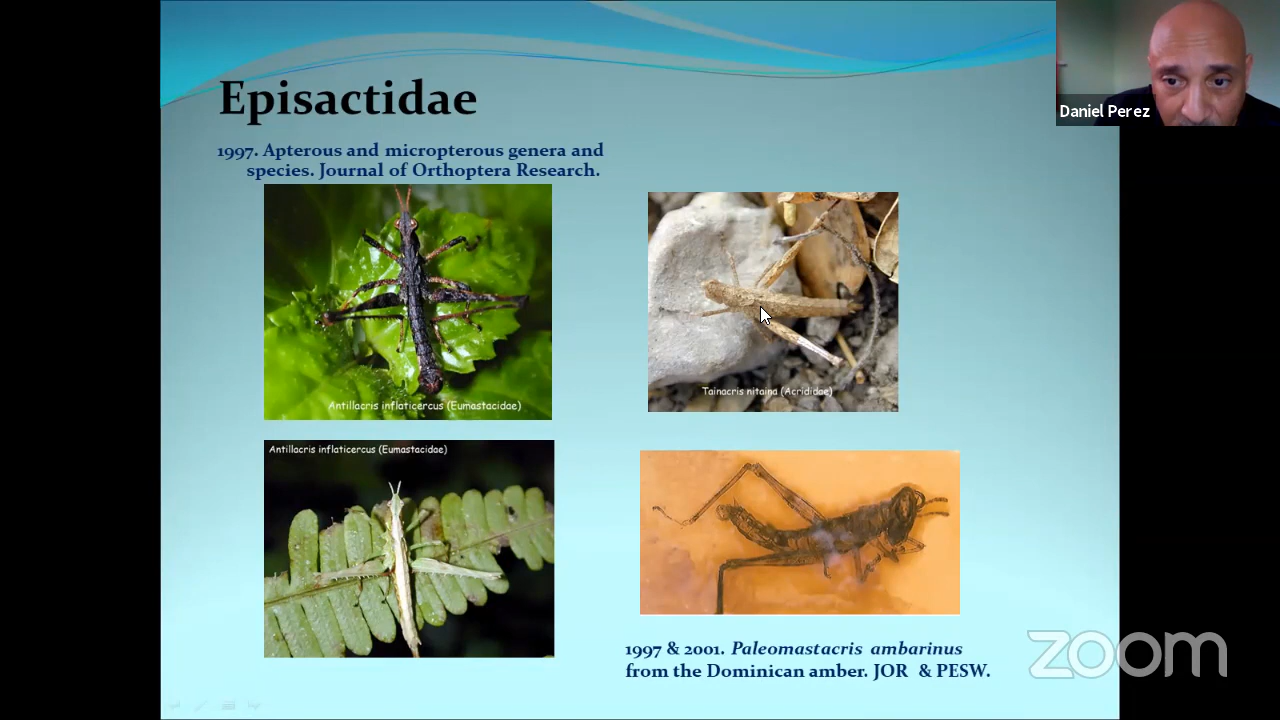 Episactidae
1997. Apterous and micropterous genera and
species. Journal of Orthoptera Research.
Antillacris inflaticercus (Eumastacidae)
Tainacris nitaina (Acrididae)
Antillacris inflaticercus (Eumastacidae)
1997 & 2001. Paleomastacris ambarinus
from the Dominican amber. JOR & PESW.
Daniel Perez
zoom